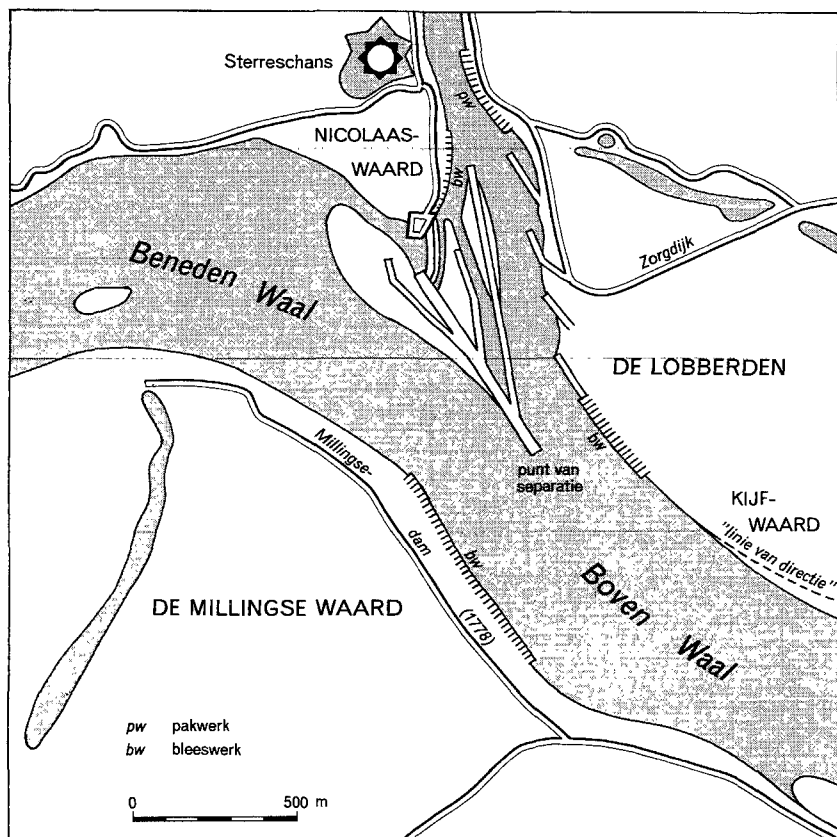 Sterreschans
pw
NICOLAAS-
WAARD
bw
Zorgdijk
Beneden Waal
DE LOBBERDEN
bw
punt van
separatie
Millingse-
dam
(1778)
bw
KIJF-
WAARD
"linie van directie"
Boven Waal
DE MILLINGSE WAARD
pw pakwerk
bw bleeswerk
0 500 m